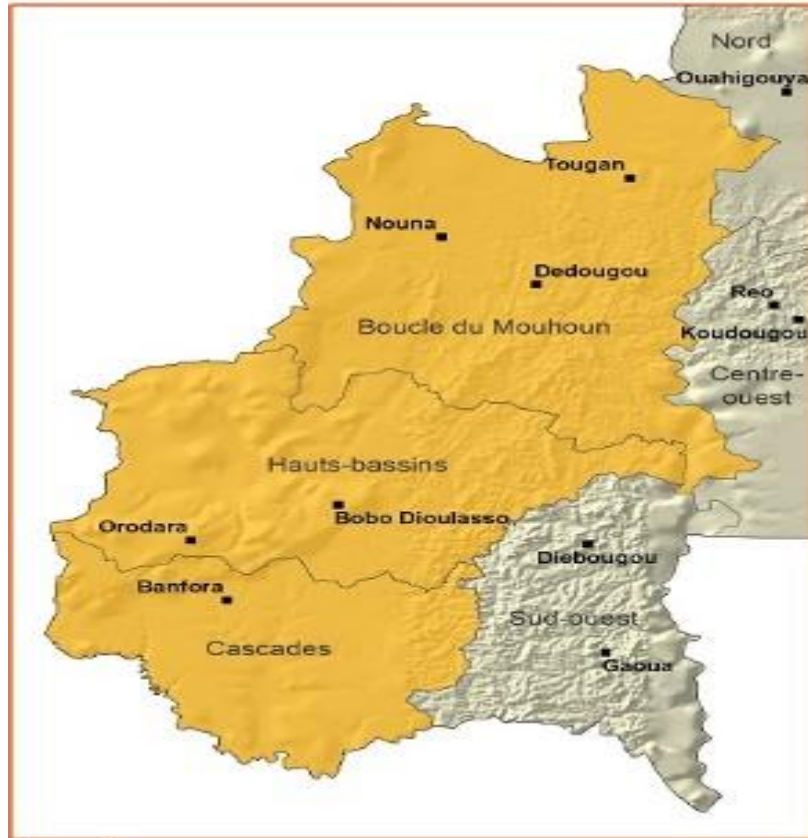 Nord
Ouahigouya
Tougan
Nouna
Dedougou
Reo
Boucle du Mouhoun
Koudougou
Centre-
ouest
Hauts-bassins
Bobo Dioulasso
Orodara
Diebougou
Banfora
Sud-ouest
Cascades
Gaoua